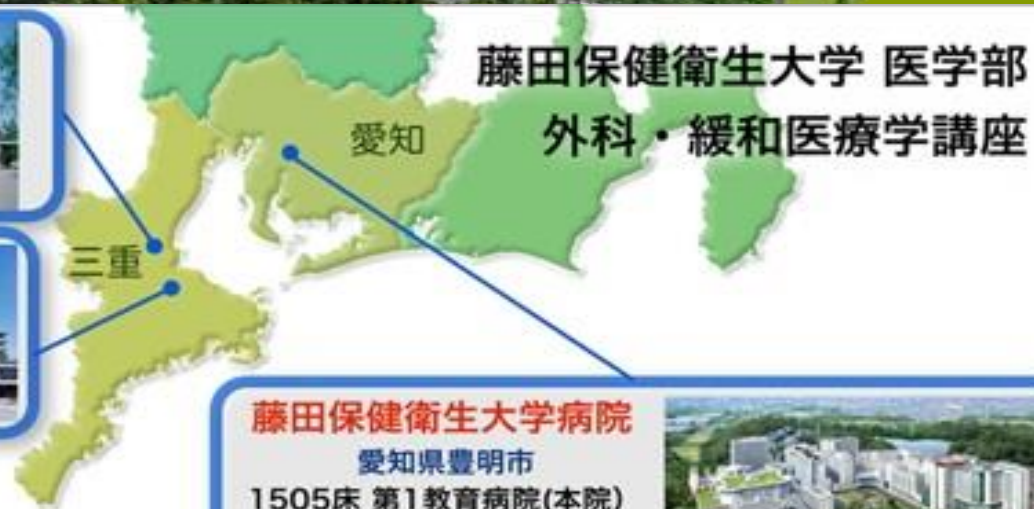 藤田保健衛生大学 医学部
外科・緩和医療学講座
愛知
三重
藤田保健衛生大学病院
愛知県豊明市
1505床 第1教育病院(本院)